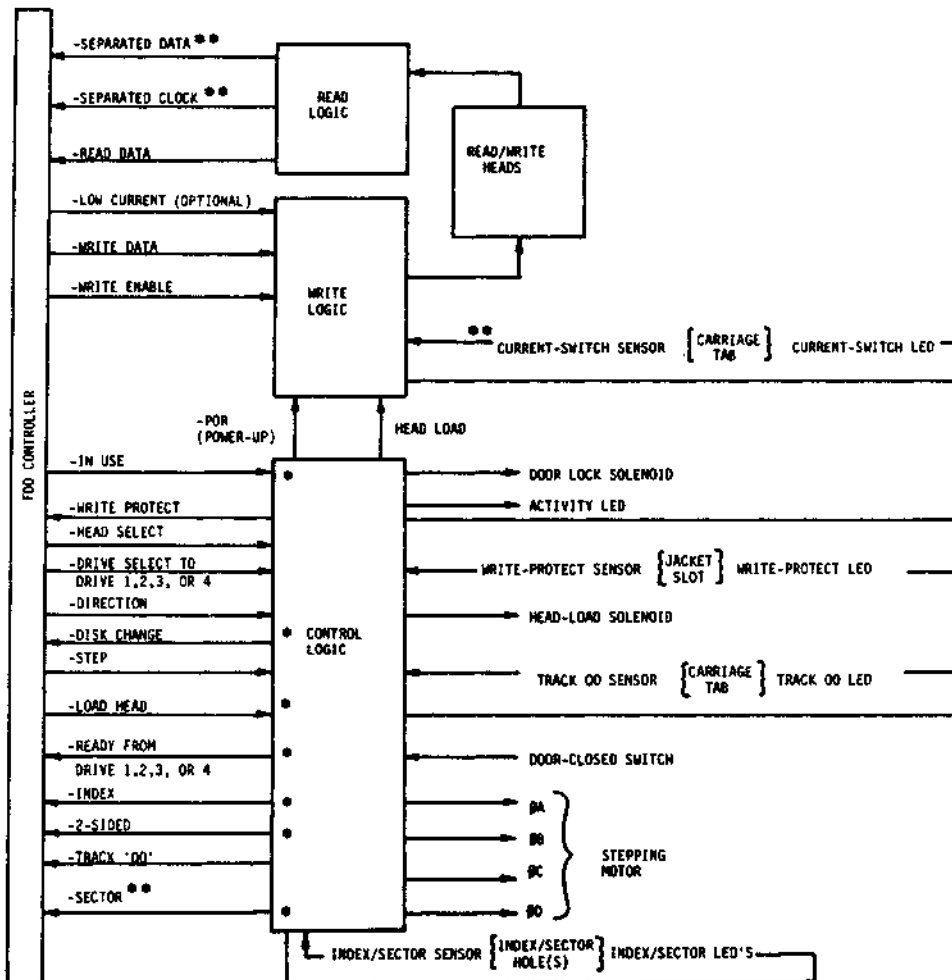 FDD CONTROLLER
-SEPARATED DATA **
-SEPARATED CLOCK **
-READ DATA
READ
LOGIC
READ/WRITE
HEADS
-LOW CURRENT (OPTIONAL)
-WRITE DATA
-WRITE ENABLE
WRITE
LOGIC
** CURRENT-SWITCH SENSOR [CARRIAGE TAB] CURRENT-SWITCH LED
-POR
(POWER-UP)
HEAD LOAD
-IN USE *
-WRITE PROTECT
-HEAD SELECT
-DRIVE SELECT TO
DRIVE 1,2,3, OR 4
-DIRECTION
-DISK CHANGE *
-STEP
-LOAD HEAD *
-READY FROM *
DRIVE 1,2,3, OR 4
-INDEX *
-2-SIDED *
-TRACK 'OO'
-SECTOR ** *
CONTROL
LOGIC
DOOR LOCK SOLENOID
ACTIVITY LED
WRITE-PROTECT SENSOR [JACKET SLOT] WRITE-PROTECT LED
HEAD-LOAD SOLENOID
TRACK OO SENSOR [CARRIAGE TAB] TRACK OO LED
DOOR-CLOSED SWITCH
ØA
ØB
ØC
ØD
STEPPING
MOTOR
INDEX/SECTOR SENSOR [INDEX/SECTOR HOLE(S)] INDEX/SECTOR LED'S